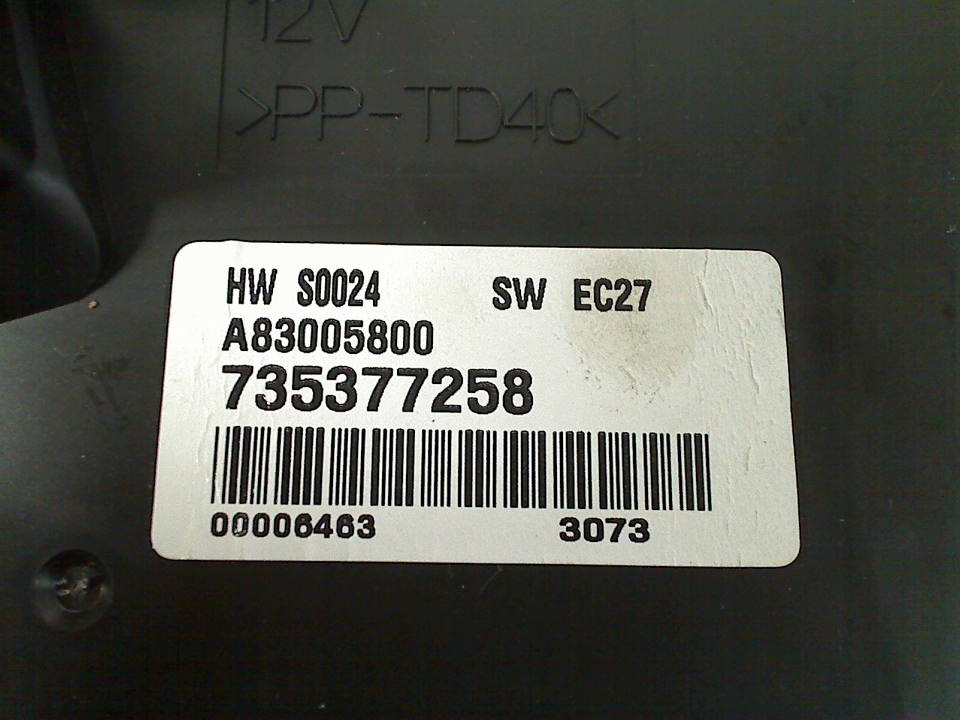 12V
>PP-TD40<
HW S0024 SW EC27
A83005800
735377258
00006463 3073